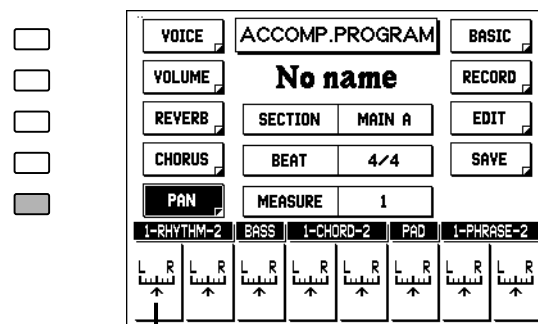 VOICE ACCOMP.PROGRAM BASIC
VOLUME No name RECORD
REVERB SECTION MAIN A EDIT
CHORUS BEAT 4/4 SAVE
PAN MEASURE 1
1-RHYTHM-2 BASS 1-CHORD-2 PAD 1-PHRASE-2
L R L R L R L R L R L R L R L R